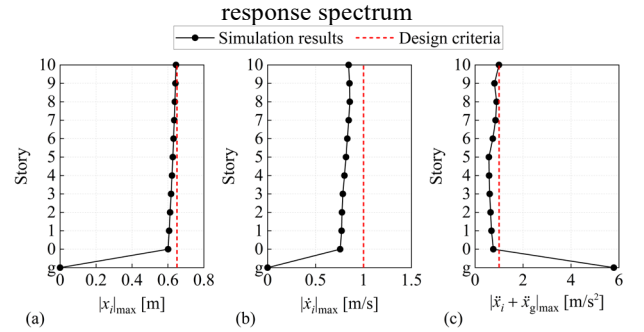 response spectrum
Simulation results Design criteria
10 10 10
9 9 9
8 8 8
7 7 7
6 6 6
Story 5 Story 5 Story 5
4 4 4
3 3 3
2 2 2
1 1 1
0 0 0
g g g
0 0.2 0.4 0.6 0.8 0 0.5 1 1.5 0 2 4 6
(a) |xᵢ|max [m] (b) |ẋᵢ|max [m/s] (c) |ẍᵢ + ẍg|max [m/s²]